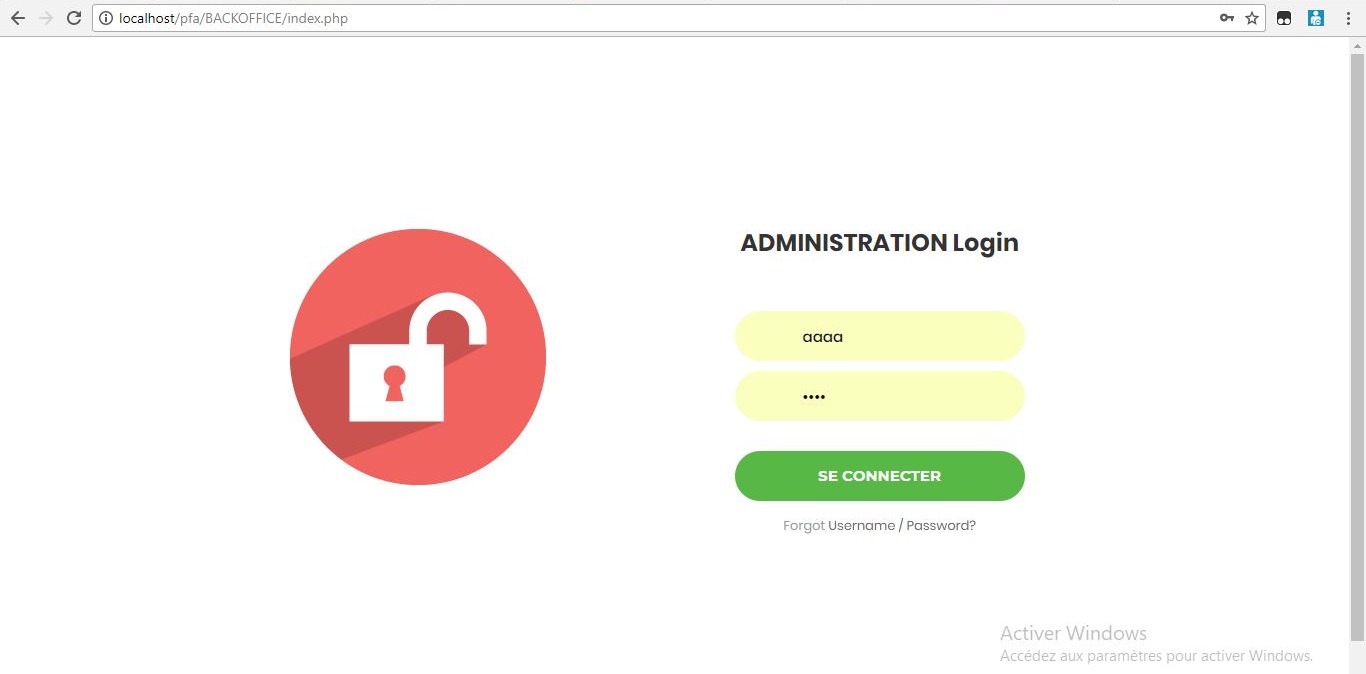 localhost/pfa/BACKOFFICE/index.php
ADMINISTRATION Login
aaaa
••••
SE CONNECTER
Forgot Username / Password?
Activer Windows
Accédez aux paramètres pour activer Windows.